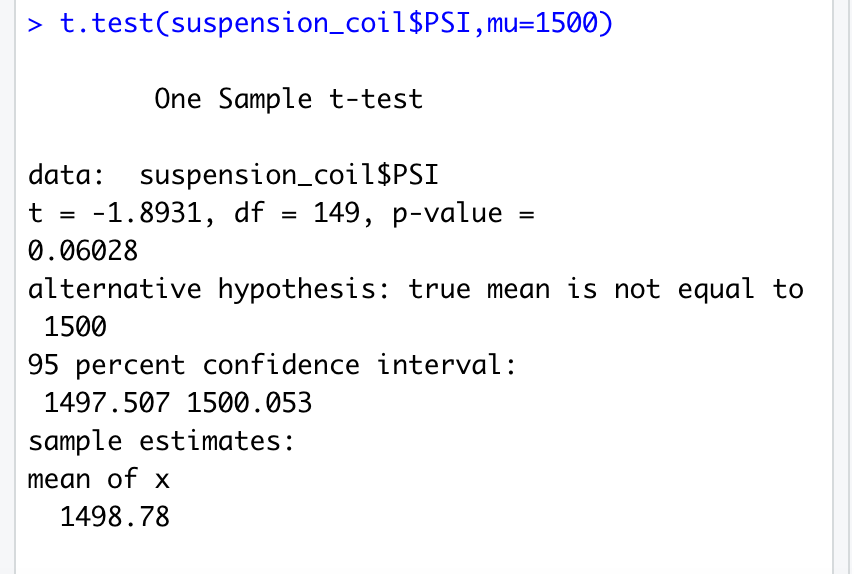 > t.test(suspension_coil$PSI,mu=1500)
One Sample t-test
data:  suspension_coil$PSI
t = -1.8931, df = 149, p-value =
0.06028
alternative hypothesis: true mean is not equal to
1500
95 percent confidence interval:
1497.507 1500.053
sample estimates:
mean of x
1498.78